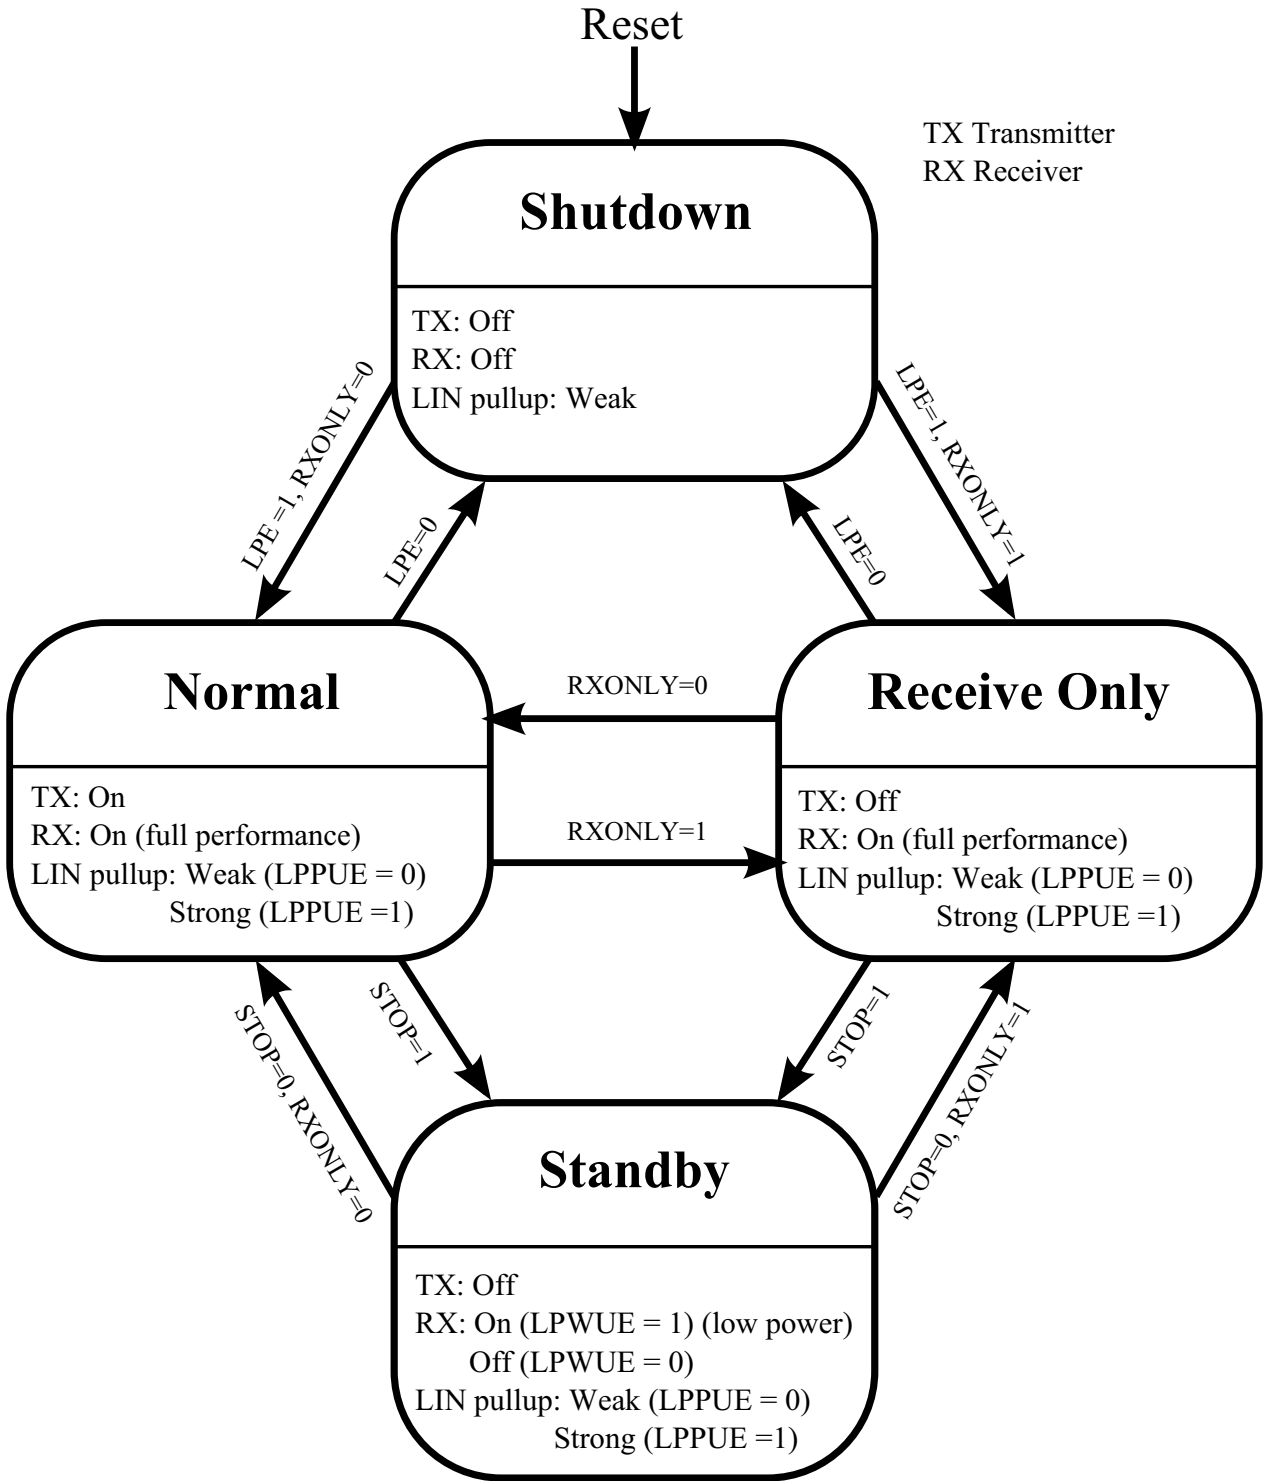 Reset
TX Transmitter
RX Receiver
Shutdown
TX: Off
RX: Off
LIN pullup: Weak
LPE =1, RXONLY=0
LPE=0
LPE=0
LPE=1, RXONLY=1
Normal
TX: On
RX: On (full performance)
LIN pullup: Weak (LPPUE = 0)
Strong (LPPUE =1)
RXONLY=0
RXONLY=1
Receive Only
TX: Off
RX: On (full performance)
LIN pullup: Weak (LPPUE = 0)
Strong (LPPUE =1)
STOP=0, RXONLY=0
STOP=1
STOP=1
STOP=0, RXONLY=1
Standby
TX: Off
RX: On (LPWUE = 1) (low power)
Off (LPWUE = 0)
LIN pullup: Weak (LPPUE = 0)
Strong (LPPUE =1)